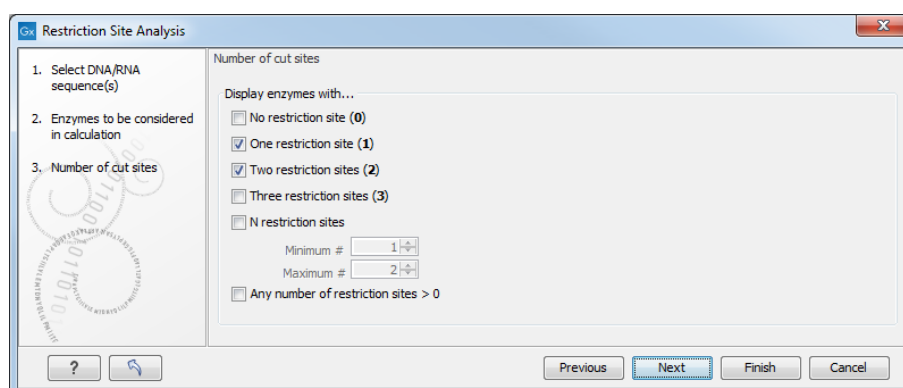 Gx Restriction Site Analysis
X
1. Select DNA/RNA
sequence(s)
2. Enzymes to be considered
in calculation
3. Number of cut sites
Number of cut sites
Display enzymes with...
No restriction site (0)
One restriction site (1)
Two restriction sites (2)
Three restriction sites (3)
N restriction sites
Minimum # 1
Maximum # 2
Any number of restriction sites > 0
?
Previous
Next
Finish
Cancel